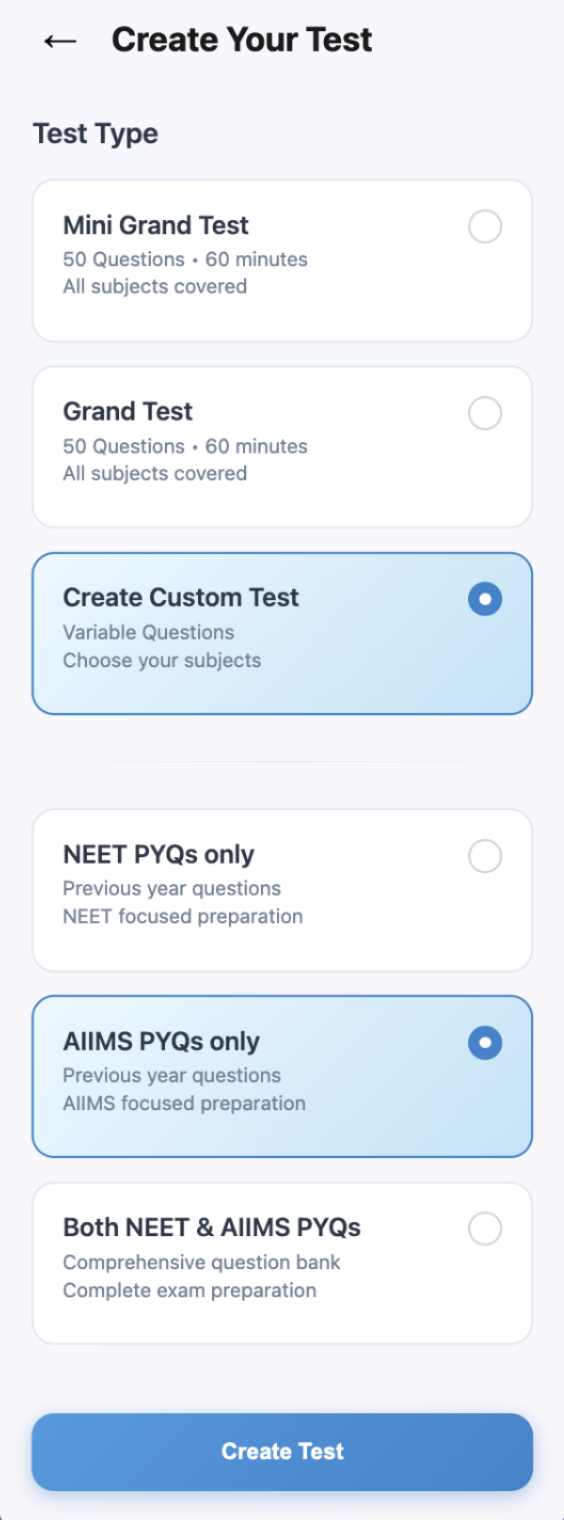 ← Create Your Test
Test Type
Mini Grand Test
50 Questions • 60 minutes
All subjects covered
Grand Test
50 Questions • 60 minutes
All subjects covered
Create Custom Test
Variable Questions
Choose your subjects
NEET PYQs only
Previous year questions
NEET focused preparation
AIIMS PYQs only
Previous year questions
AIIMS focused preparation
Both NEET & AIIMS PYQs
Comprehensive question bank
Complete exam preparation
Create Test